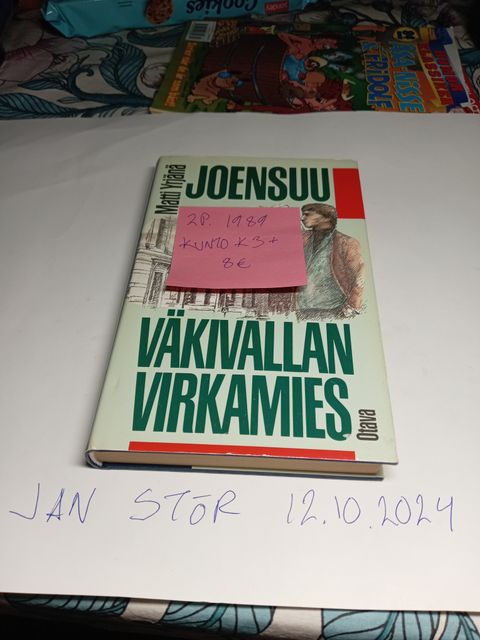 Cookies
Matti Yrjänä
JOENSUU
2P. 1989
KUNTO K3+
8€
VÄKIVALLAN
VIRKAMIES
Otava
JAN STÖR 12.10.2024